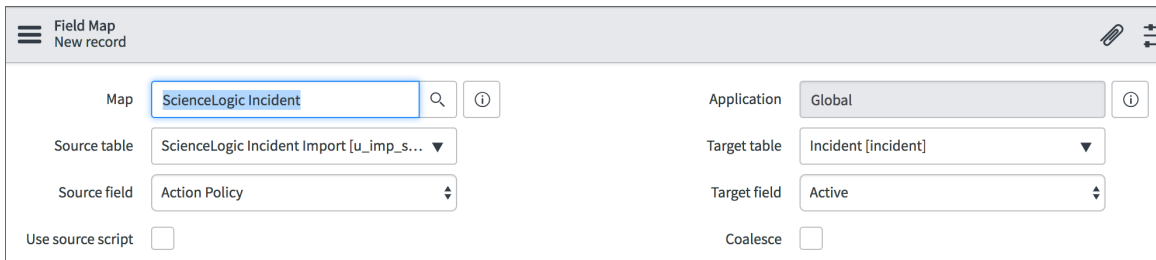 Field Map
New record
Map ScienceLogic Incident Application Global
Source table ScienceLogic Incident Import [u_imp_s... Target table Incident [incident]
Source field Action Policy Target field Active
Use source script Coalesce